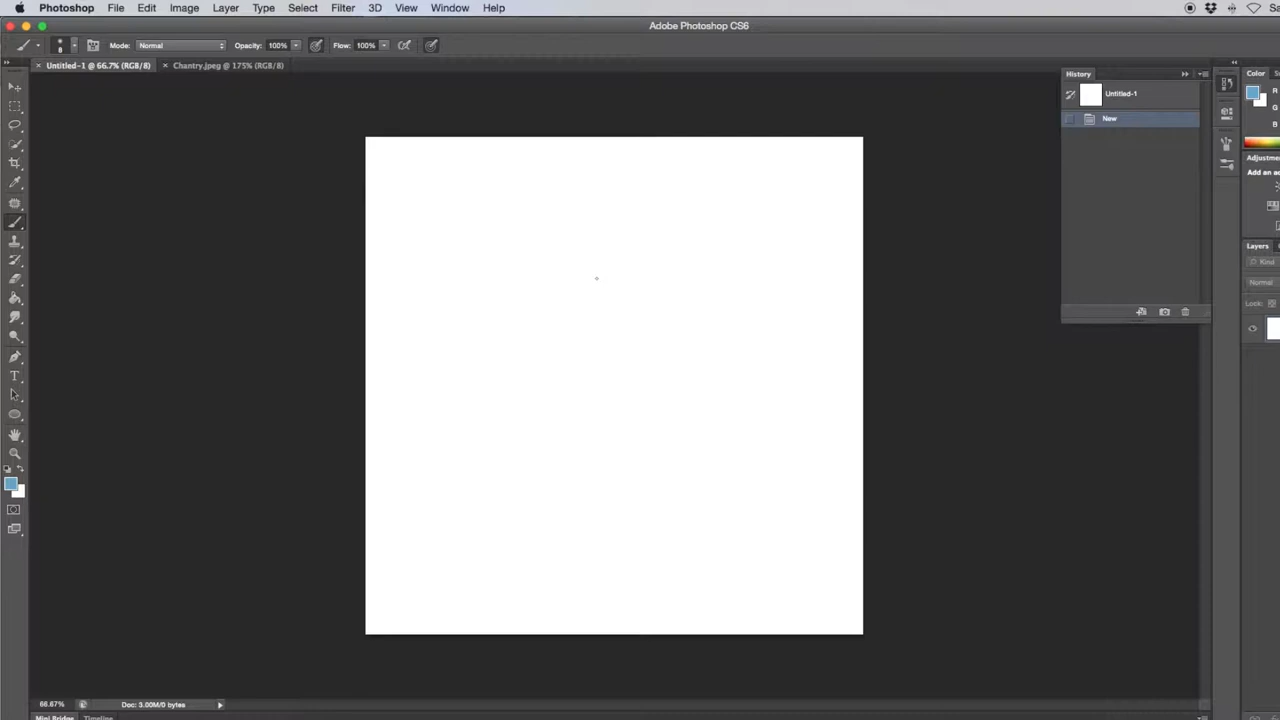 Photoshop File Edit Image Layer Type Select Filter 3D View Window Help
Adobe Photoshop CS6
8 Mode: Normal Opacity: 100% Flow: 100%
× Untitled-1 @ 66.7% (RGB/8) × Chantry.jpeg @ 175% (RGB/8)
History
Untitled-1
New
Color
R
G
B
Add an
Layers
Kind
Normal
Lock:
66.67% Doc: 3.00M/0 bytes
Mini Bridge Timeline